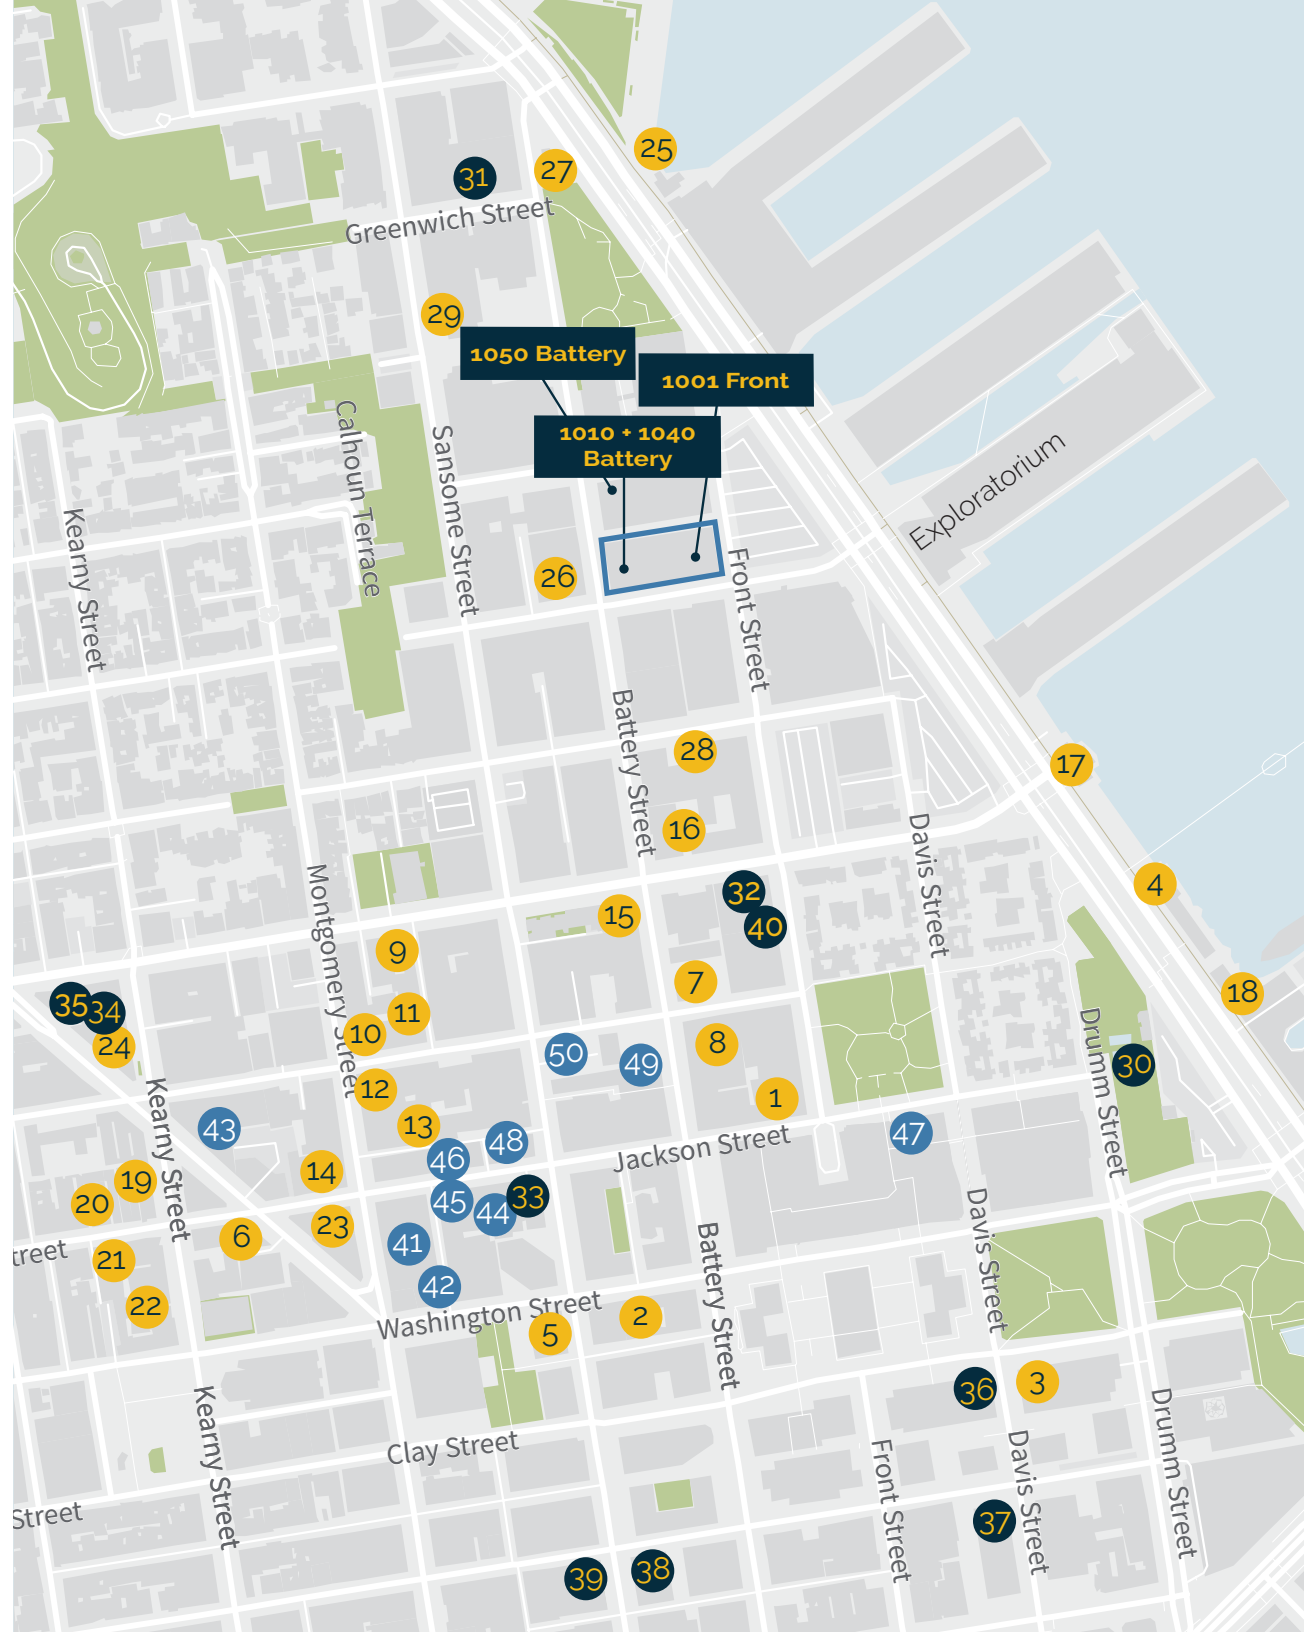 25
27
31
Greenwich Street
29
1050 Battery
1001 Front
1010 + 1040
Battery
Calhoun Terrace
Sansome Street
Exploratorium
Kearny Street
26
Front Street
Battery Street
28
17
16
Davis Street
Montgomery Street
32
4
15
40
9
7
18
35
34
11
10
24
8
50
49
Drumm Street
30
12
1
Kearny Street
43
13
47
48
Jackson Street
46
14
19
20
45
33
44
23
6
41
Davis Street
Battery Street
treet
21
42
22
Washington Street
2
5
3
36
Kearny Street
Drumm Street
Clay Street
Front Street
Davis Street
Street
37
38
39